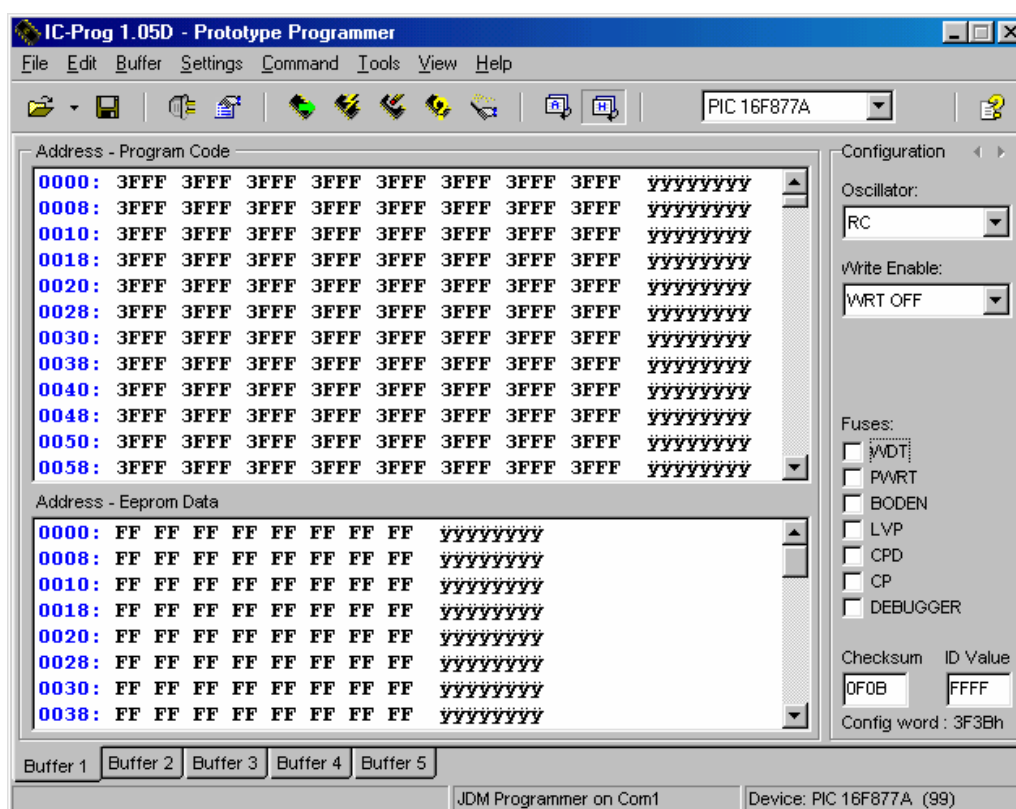 IC-Prog 1.05D - Prototype Programmer
File Edit Buffer Settings Command Tools View Help
PIC 16F877A
Address - Program Code
0000: 3FFF 3FFF 3FFF 3FFF 3FFF 3FFF 3FFF 3FFF ÿÿÿÿÿÿÿÿ
0008: 3FFF 3FFF 3FFF 3FFF 3FFF 3FFF 3FFF 3FFF ÿÿÿÿÿÿÿÿ
0010: 3FFF 3FFF 3FFF 3FFF 3FFF 3FFF 3FFF 3FFF ÿÿÿÿÿÿÿÿ
0018: 3FFF 3FFF 3FFF 3FFF 3FFF 3FFF 3FFF 3FFF ÿÿÿÿÿÿÿÿ
0020: 3FFF 3FFF 3FFF 3FFF 3FFF 3FFF 3FFF 3FFF ÿÿÿÿÿÿÿÿ
0028: 3FFF 3FFF 3FFF 3FFF 3FFF 3FFF 3FFF 3FFF ÿÿÿÿÿÿÿÿ
0030: 3FFF 3FFF 3FFF 3FFF 3FFF 3FFF 3FFF 3FFF ÿÿÿÿÿÿÿÿ
0038: 3FFF 3FFF 3FFF 3FFF 3FFF 3FFF 3FFF 3FFF ÿÿÿÿÿÿÿÿ
0040: 3FFF 3FFF 3FFF 3FFF 3FFF 3FFF 3FFF 3FFF ÿÿÿÿÿÿÿÿ
0048: 3FFF 3FFF 3FFF 3FFF 3FFF 3FFF 3FFF 3FFF ÿÿÿÿÿÿÿÿ
0050: 3FFF 3FFF 3FFF 3FFF 3FFF 3FFF 3FFF 3FFF ÿÿÿÿÿÿÿÿ
0058: 3FFF 3FFF 3FFF 3FFF 3FFF 3FFF 3FFF 3FFF ÿÿÿÿÿÿÿÿ
Address - Eeprom Data
0000: FF FF FF FF FF FF FF FF ÿÿÿÿÿÿÿÿ
0008: FF FF FF FF FF FF FF FF ÿÿÿÿÿÿÿÿ
0010: FF FF FF FF FF FF FF FF ÿÿÿÿÿÿÿÿ
0018: FF FF FF FF FF FF FF FF ÿÿÿÿÿÿÿÿ
0020: FF FF FF FF FF FF FF FF ÿÿÿÿÿÿÿÿ
0028: FF FF FF FF FF FF FF FF ÿÿÿÿÿÿÿÿ
0030: FF FF FF FF FF FF FF FF ÿÿÿÿÿÿÿÿ
0038: FF FF FF FF FF FF FF FF ÿÿÿÿÿÿÿÿ
Configuration
Oscillator:
RC
Write Enable:
WRT OFF
Fuses:
WDT
PWRT
BODEN
LVP
CPD
CP
DEBUGGER
Checksum ID Value
0F0B FFFF
Config word : 3F3Bh
Buffer 1 Buffer 2 Buffer 3 Buffer 4 Buffer 5
JDM Programmer on Com1 Device: PIC 16F877A (99)